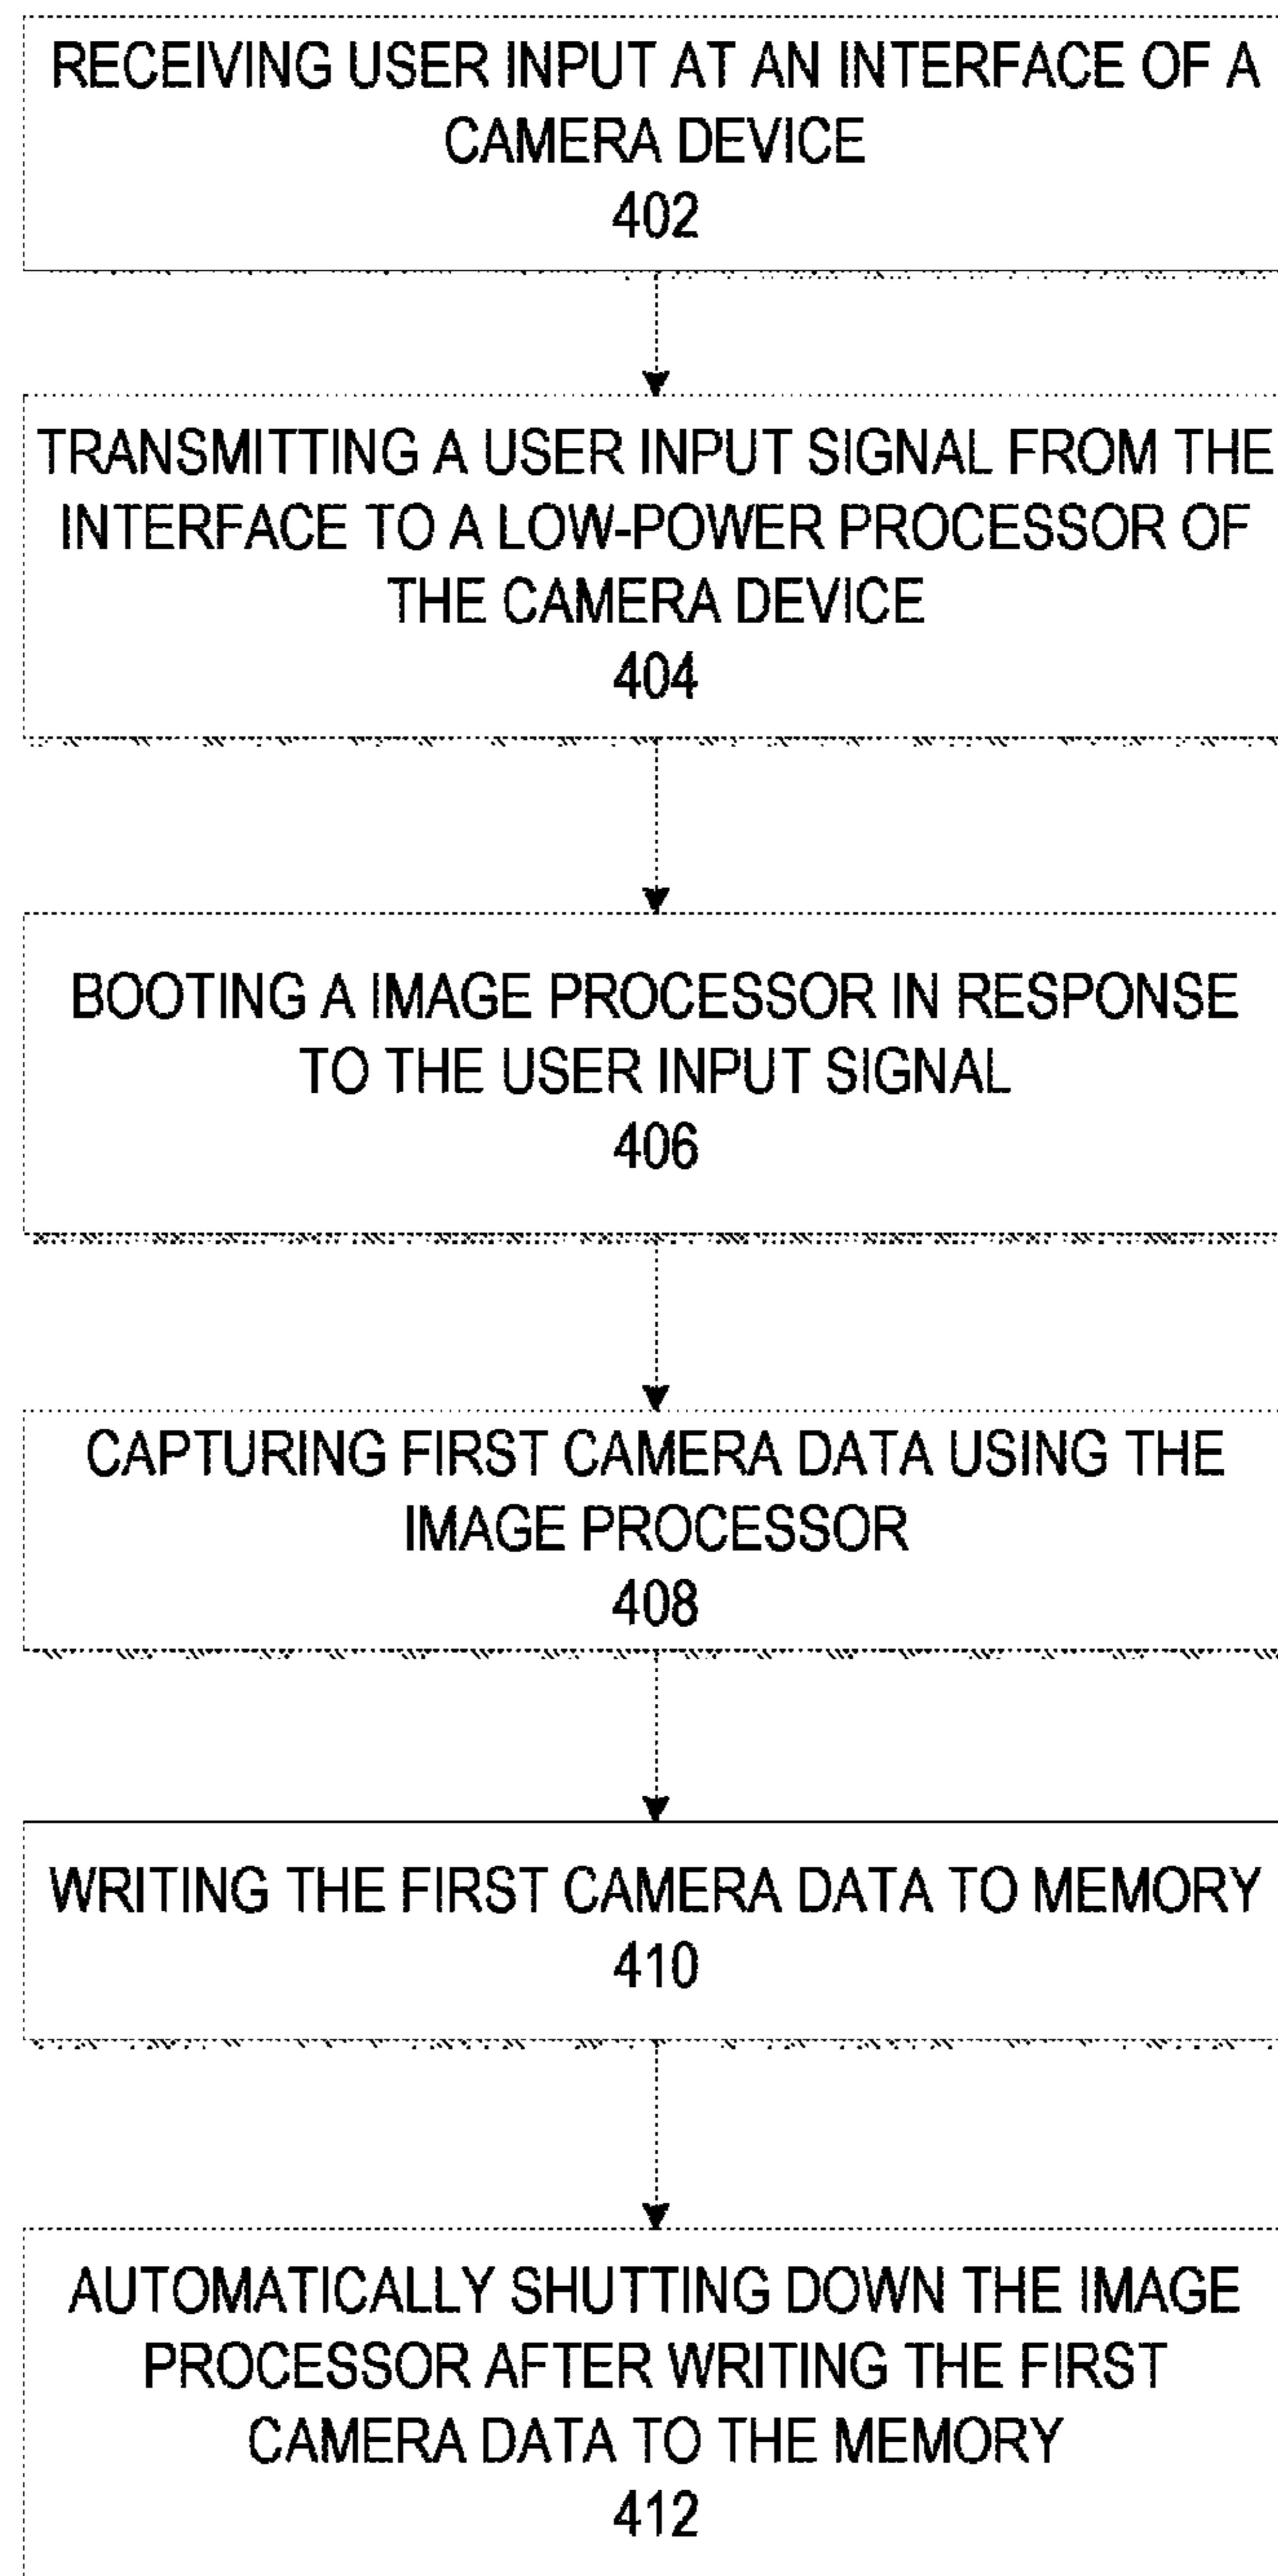 RECEIVING USER INPUT AT AN INTERFACE OF A
CAMERA DEVICE
402
TRANSMITTING A USER INPUT SIGNAL FROM THE
INTERFACE TO A LOW-POWER PROCESSOR OF
THE CAMERA DEVICE
404
BOOTING A IMAGE PROCESSOR IN RESPONSE
TO THE USER INPUT SIGNAL
406
CAPTURING FIRST CAMERA DATA USING THE
IMAGE PROCESSOR
408
WRITING THE FIRST CAMERA DATA TO MEMORY
410
AUTOMATICALLY SHUTTING DOWN THE IMAGE
PROCESSOR AFTER WRITING THE FIRST
CAMERA DATA TO THE MEMORY
412